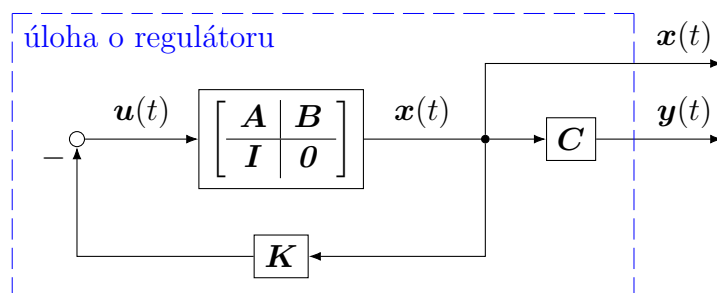 úloha o regulátoru
x(t)
u(t)
A B
I 0
x(t)
C
y(t)
−
K